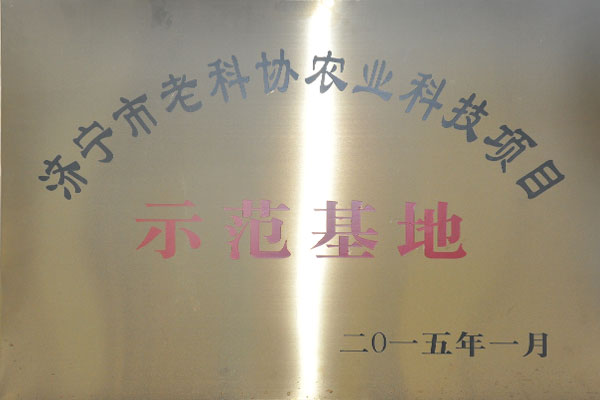 济宁市老科协农业科技项目
示范基地
二〇一五年一月